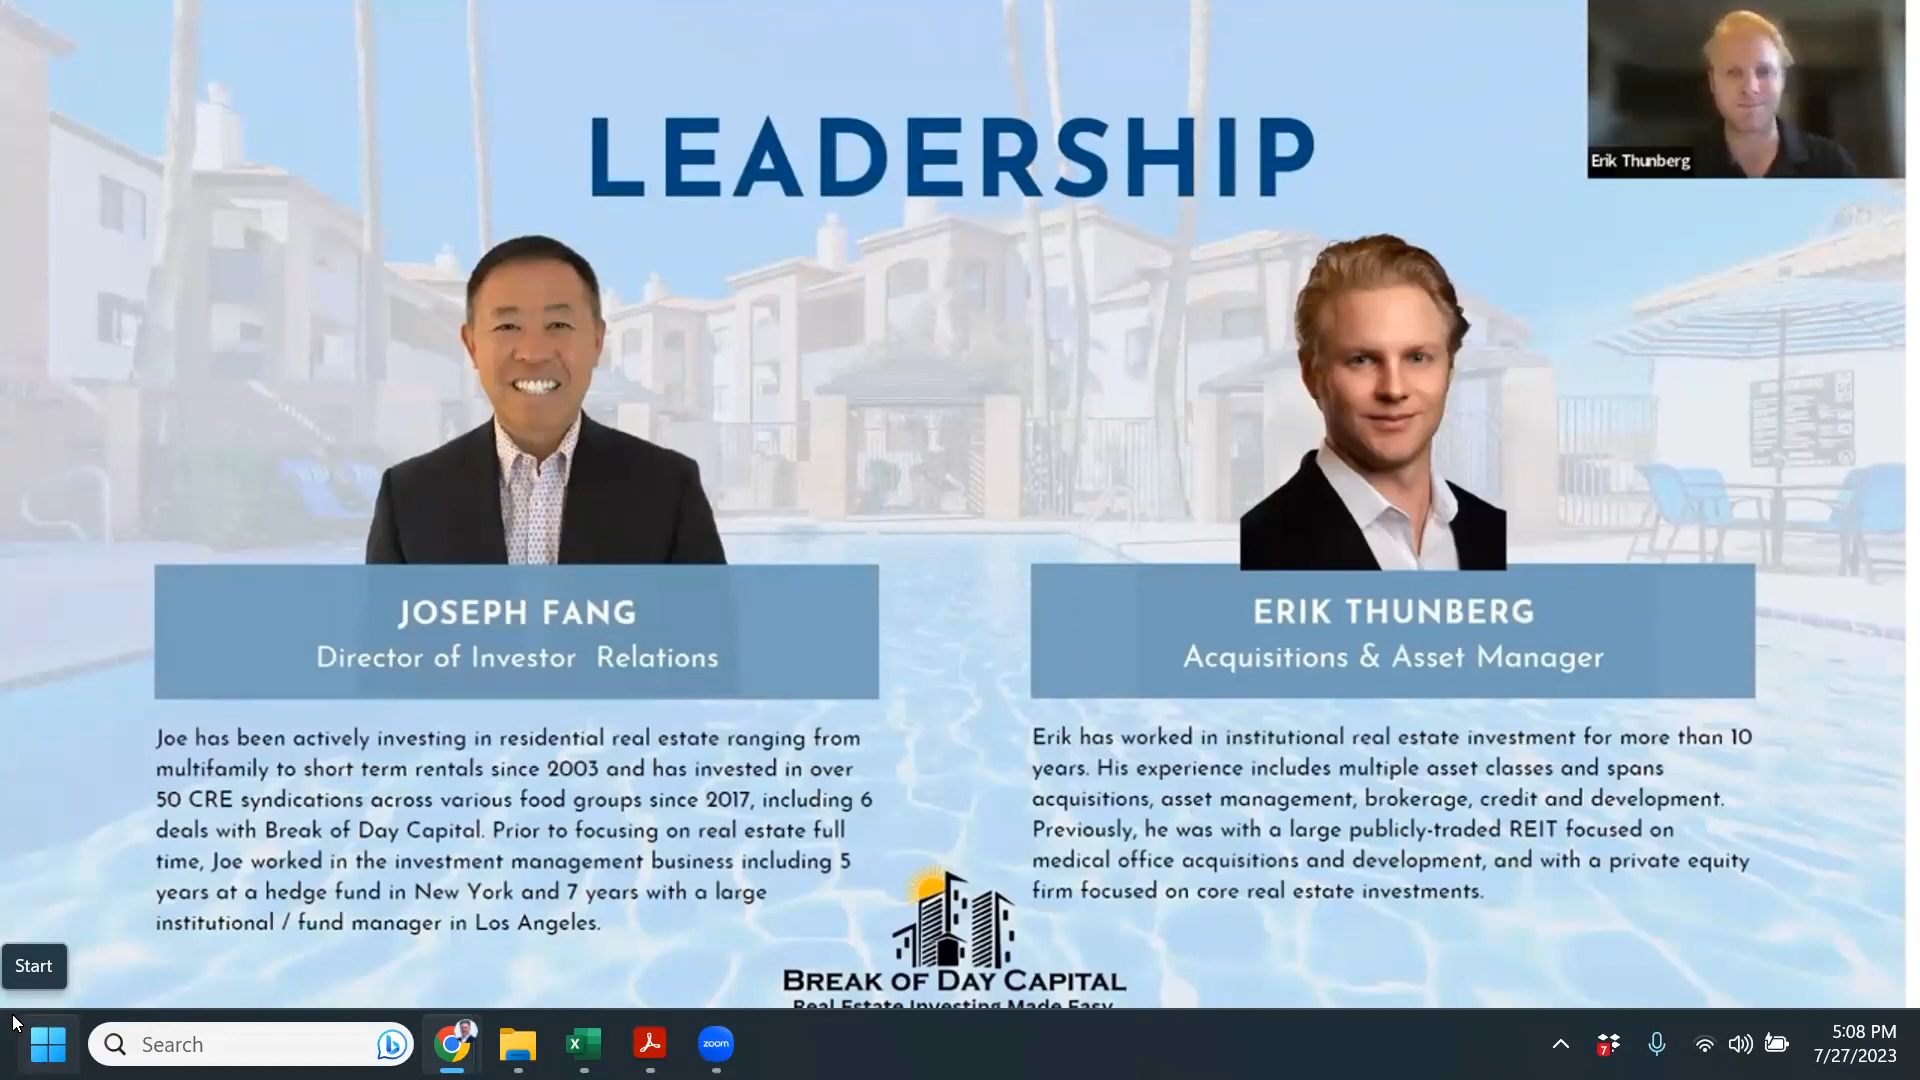 LEADERSHIP
Erik Thunberg
JOSEPH FANG
Director of Investor Relations
Joe has been actively investing in residential real estate ranging from
multifamily to short term rentals since 2003 and has invested in over
50 CRE syndications across various food groups since 2017, including 6
deals with Break of Day Capital. Prior to focusing on real estate full
time, Joe worked in the investment management business including 5
years at a hedge fund in New York and 7 years with a large
institutional / fund manager in Los Angeles.
ERIK THUNBERG
Acquisitions & Asset Manager
Erik has worked in institutional real estate investment for more than 10
years. His experience includes multiple asset classes and spans
acquisitions, asset management, brokerage, credit and development.
Previously, he was with a large publicly-traded REIT focused on
medical office acquisitions and development, and with a private equity
firm focused on core real estate investments.
BREAK OF DAY CAPITAL
Real Estate Investing Made Easy
Start
Search
zoom
7
5:08 PM
7/27/2023